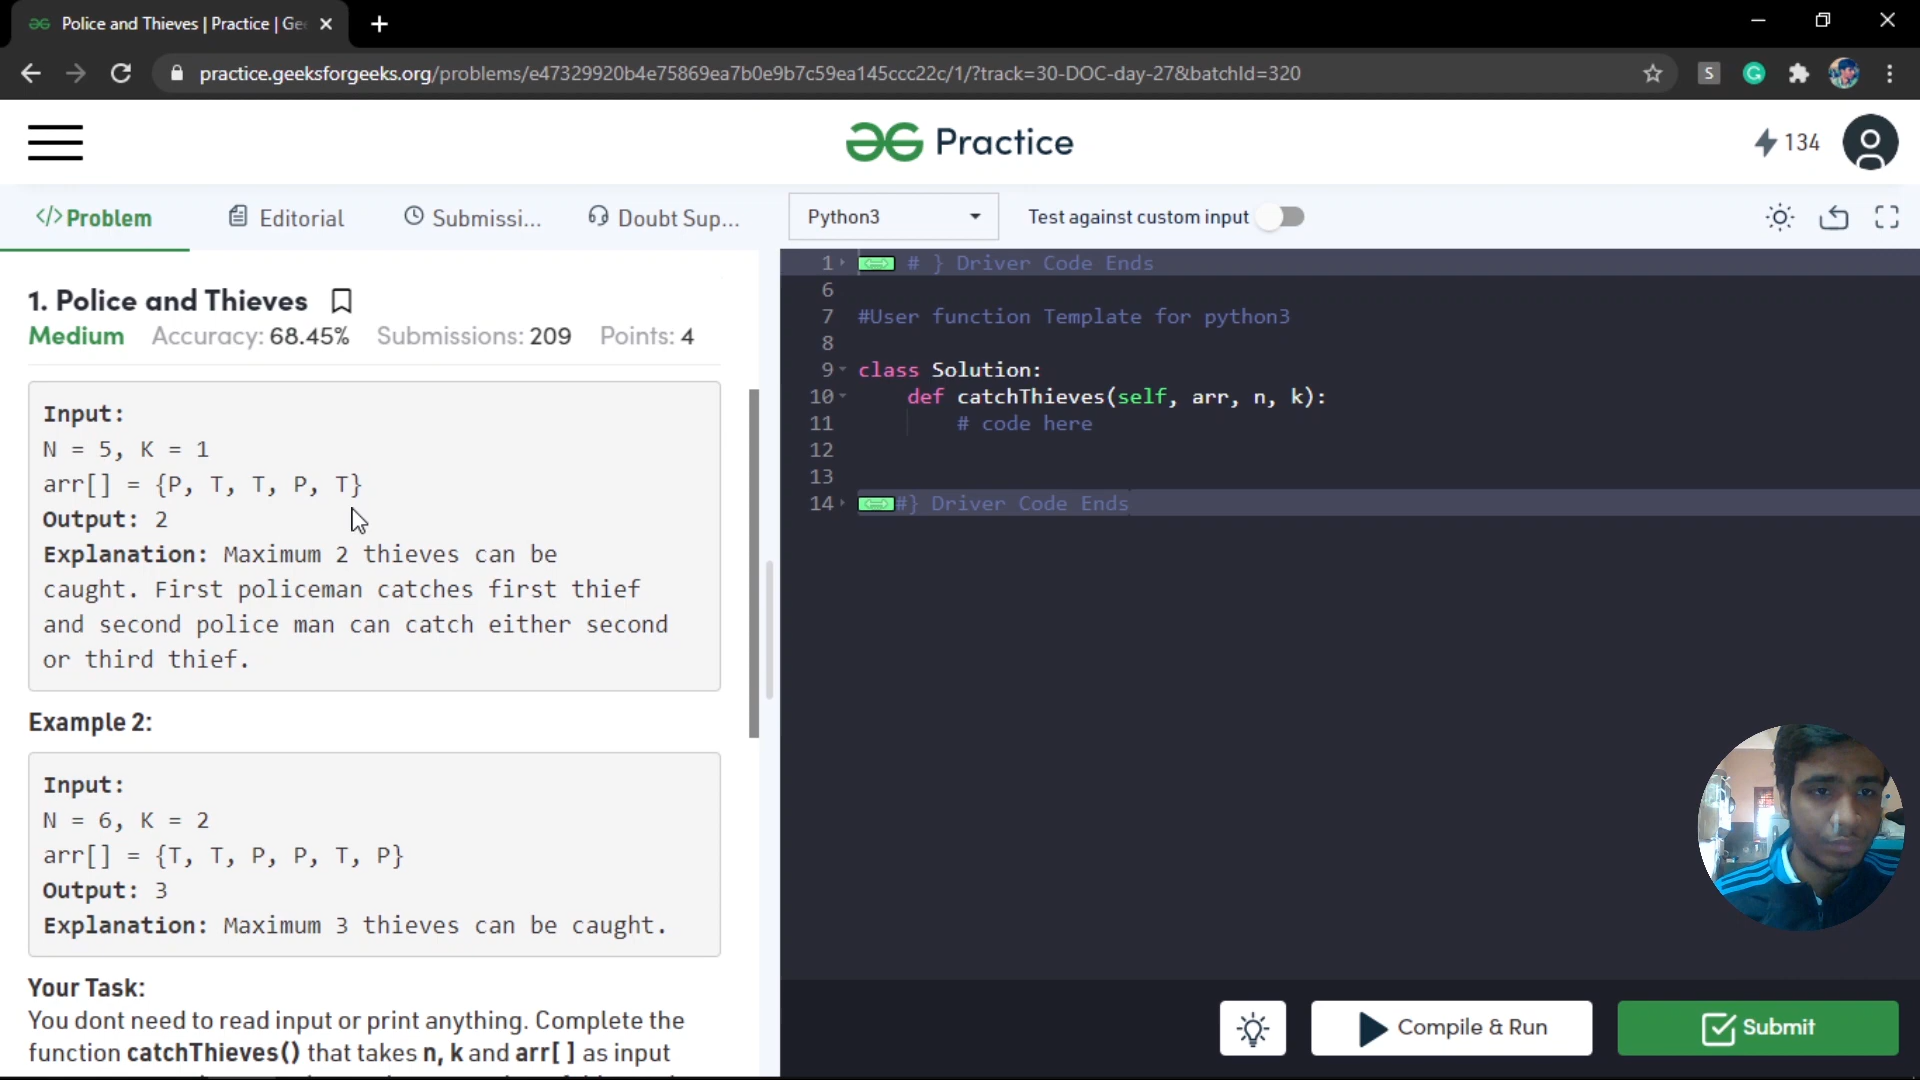 Police and Thieves | Practice | Gee
practice.geeksforgeeks.org/problems/e47329920b4e75869ea7b0e9b7c59ea145ccc22c/1/?track=30-DOC-day-27&batchId=320
S
Practice
134
</>Problem
Editorial
Submissi...
Doubt Sup...
Python3
Test against custom input
1. Police and Thieves
Medium Accuracy: 68.45% Submissions: 209 Points: 4
Input:
N = 5, K = 1
arr[] = {P, T, T, P, T}
Output: 2
Explanation: Maximum 2 thieves can be
caught. First policeman catches first thief
and second police man can catch either second
or third thief.
Example 2:
Input:
N = 6, K = 2
arr[] = {T, T, P, P, T, P}
Output: 3
Explanation: Maximum 3 thieves can be caught.
Your Task:
You dont need to read input or print anything. Complete the
function catchThieves() that takes n, k and arr[ ] as input
1 # } Driver Code Ends
6
7 #User function Template for python3
8
9 class Solution:
10 def catchThieves(self, arr, n, k):
11 # code here
12
13
14 #} Driver Code Ends
Compile & Run
Submit